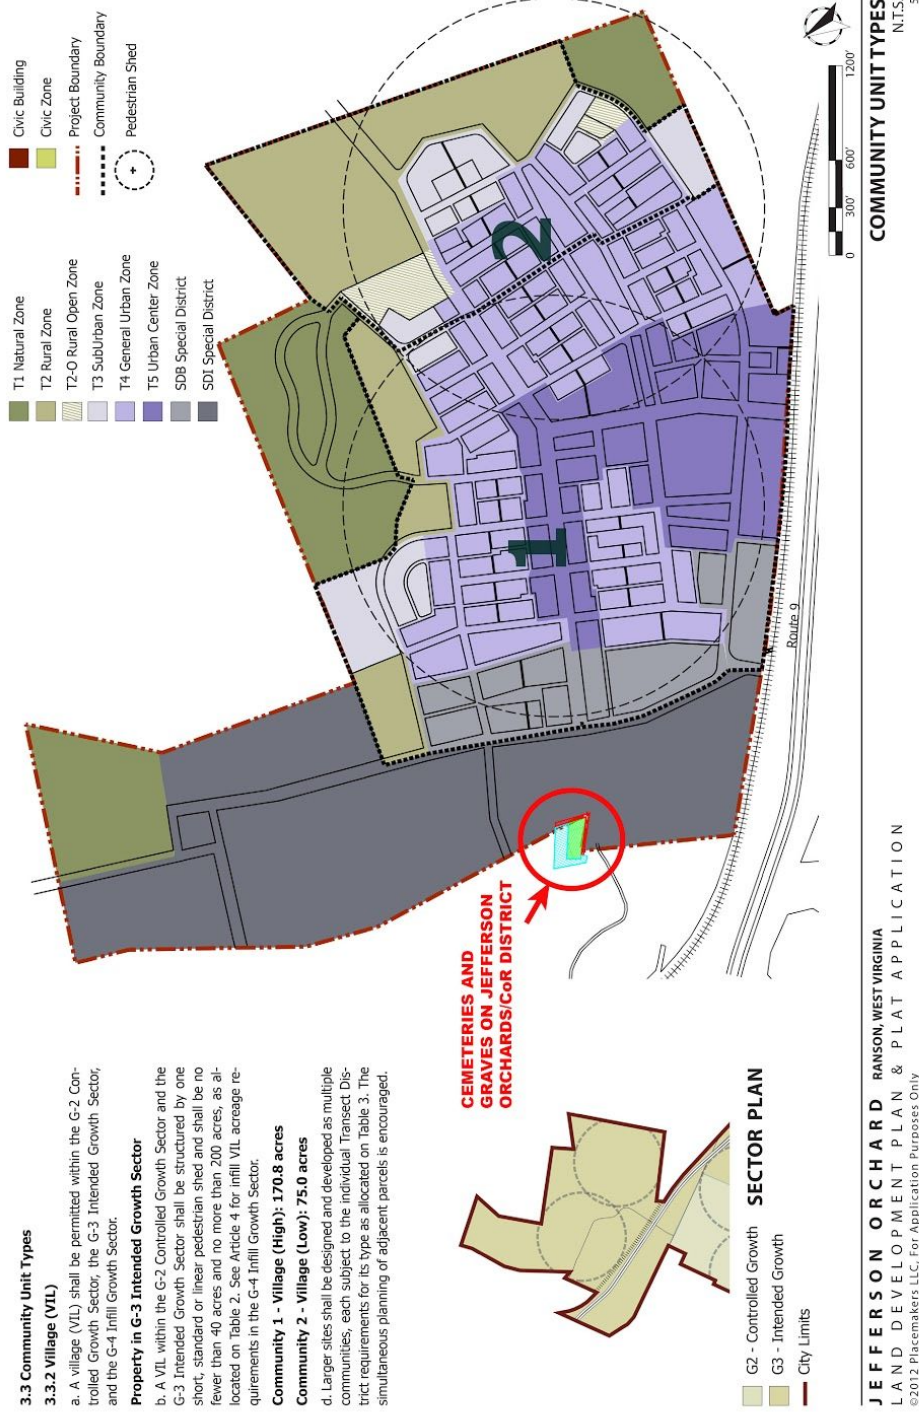 3.3 Community Unit Types
3.3.2 Village (VIL)
a. A village (VIL) shall be permitted within the G-2 Con-
trolled Growth Sector, the G-3 Intended Growth Sector,
and the G-4 Infill Growth Sector.
Property in G-3 Intended Growth Sector
b. A VIL within the G-2 Controlled Growth Sector and the
G-3 Intended Growth Sector shall be structured by one
short, standard or linear pedestrian shed and shall be no
fewer than 40 acres and no more than 200 acres, as al-
located on Table 2. See Article 4 for infill VIL acreage re-
quirements in the G-4 Infill Growth Sector.
Community 1 - Village (High): 170.8 acres
Community 2 - Village (Low): 75.0 acres
d. Larger sites shall be designed and developed as multiple
communities, each subject to the individual Transect Dis-
trict requirements for its type as allocated on Table 3. The
simultaneous planning of adjacent parcels is encouraged.
CEMETERIES AND
GRAVES ON JEFFERSON
ORCHARDS/CoR DISTRICT
T1 Natural Zone
T2 Rural Zone
T2-O Rural Open Zone
T3 SubUrban Zone
T4 General Urban Zone
T5 Urban Center Zone
SDB Special District
SDI Special District
Civic Building
Civic Zone
Project Boundary
Community Boundary
Pedestrian Shed
1
2
Route 9
0 300' 600' 1200'
G2 - Controlled Growth
G3 - Intended Growth
City Limits
SECTOR PLAN
JEFFERSON ORCHARD RANSON, WEST VIRGINIA
LAND DEVELOPMENT PLAN & PLAT APPLICATION
©2012 Placemakers LLC, For Application Purposes Only
COMMUNITY UNIT TYPES
N.T.S.
5